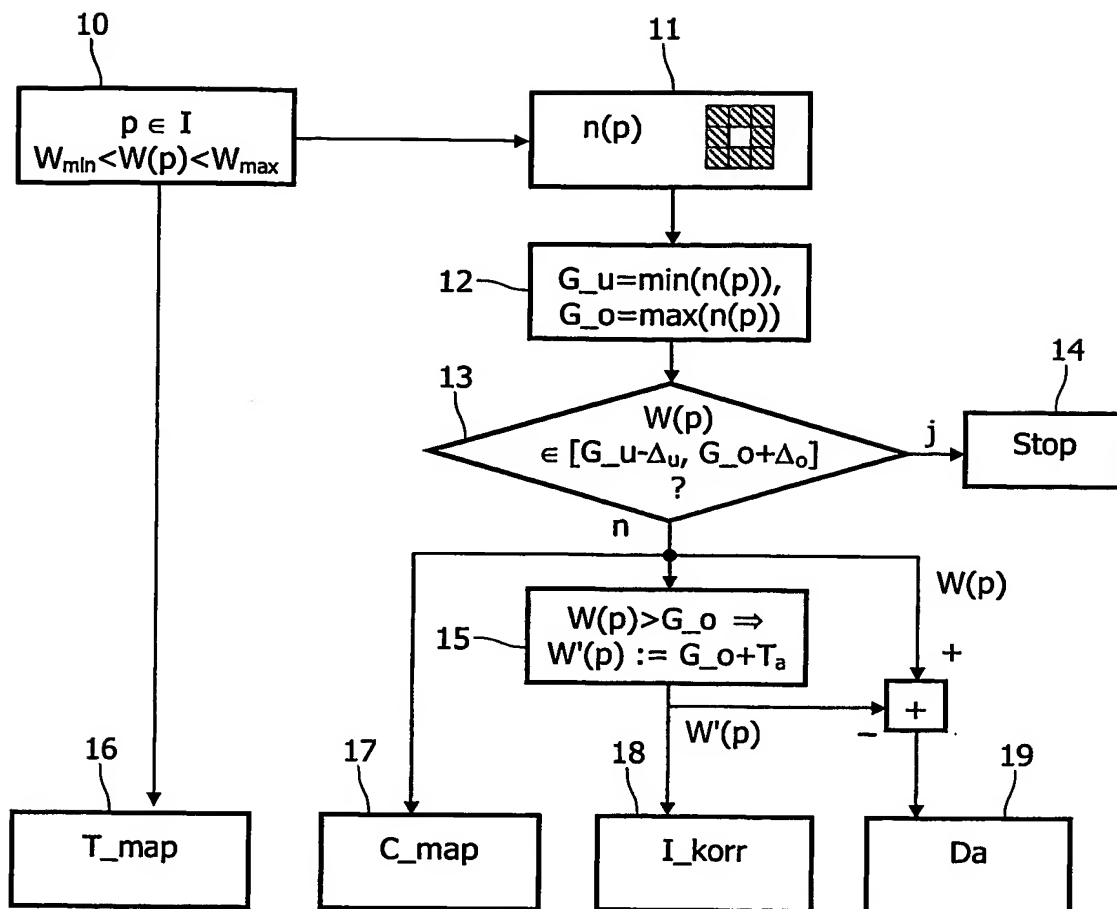 10
11
p ∈ I
W_min<W(p)<W_max
n(p)
12
G_u=min(n(p)),
G_o=max(n(p))
13
14
W(p)
∈ [G_u-Δ_u, G_o+Δ_o]
?
j
Stop
n
W(p)
15
W(p)>G_o ⇒
W'(p) := G_o+T_a
+
+
−
W'(p)
16
17
18
19
T_map
C_map
I_korr
Da